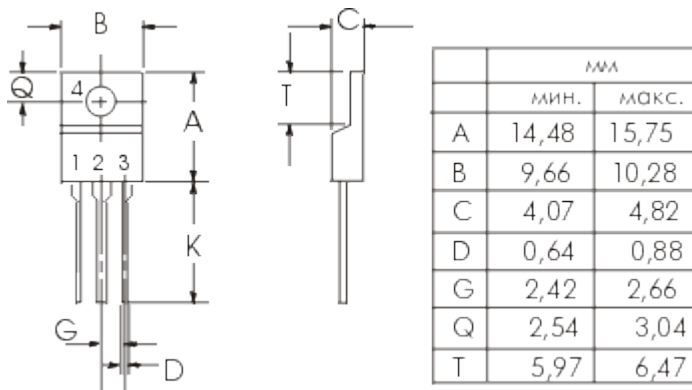 B
C
Q
4
T
A
1 2 3
K
G
D
мм
мин. макс.
A 14,48 15,75
B 9,66 10,28
C 4,07 4,82
D 0,64 0,88
G 2,42 2,66
Q 2,54 3,04
T 5,97 6,47